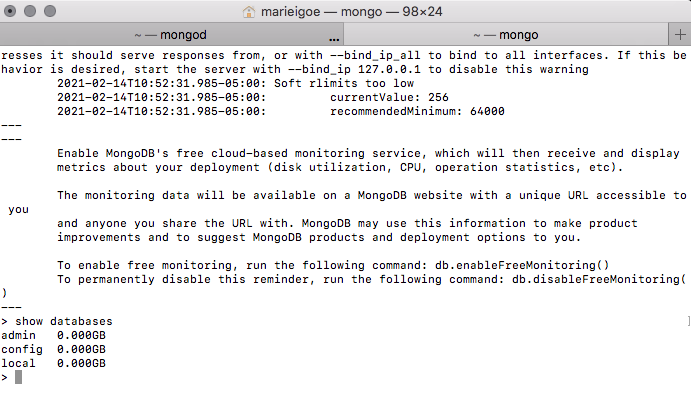 marieigoe — mongo — 98×24
~ — mongod ... ~ — mongo +
resses it should serve responses from, or with --bind_ip_all to bind to all interfaces. If this be
havior is desired, start the server with --bind_ip 127.0.0.1 to disable this warning
2021-02-14T10:52:31.985-05:00: Soft rlimits too low
2021-02-14T10:52:31.985-05:00: currentValue: 256
2021-02-14T10:52:31.985-05:00: recommendedMinimum: 64000
---
---
Enable MongoDB's free cloud-based monitoring service, which will then receive and display
metrics about your deployment (disk utilization, CPU, operation statistics, etc).
The monitoring data will be available on a MongoDB website with a unique URL accessible to
you
and anyone you share the URL with. MongoDB may use this information to make product
improvements and to suggest MongoDB products and deployment options to you.
To enable free monitoring, run the following command: db.enableFreeMonitoring()
To permanently disable this reminder, run the following command: db.disableFreeMonitoring(
)
---
> show databases
admin 0.000GB
config 0.000GB
local 0.000GB
>